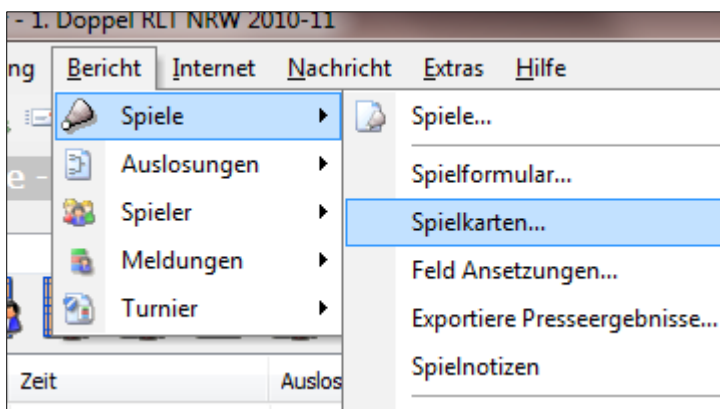 - 1. Doppel RLT NRW 2010-11
ng Bericht Internet Nachricht Extras Hilfe
Spiele
Auslosungen
Spieler
Meldungen
Turnier
Spiele...
Spielformular...
Spielkarten...
Feld Ansetzungen...
Exportiere Presseergebnisse...
Spielnotizen
e -
Zeit Auslos